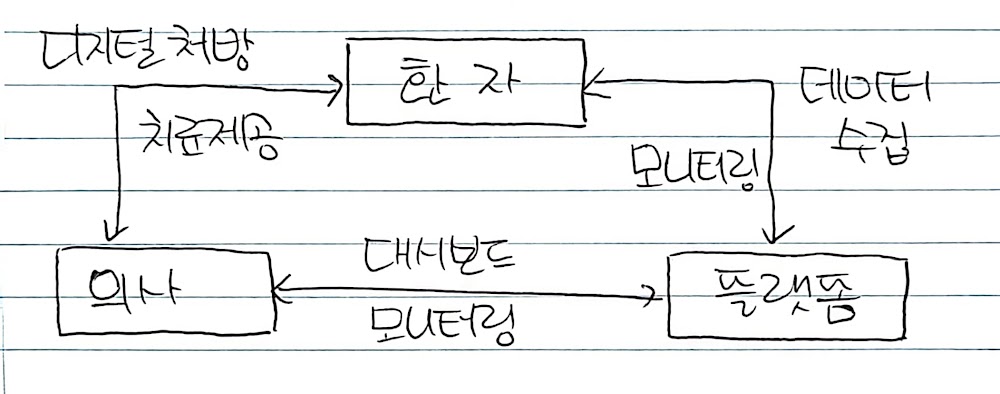 디지털처방
환자
데이터
수집
치료제공
모니터링
대시보드
의사
플랫폼
모니터링